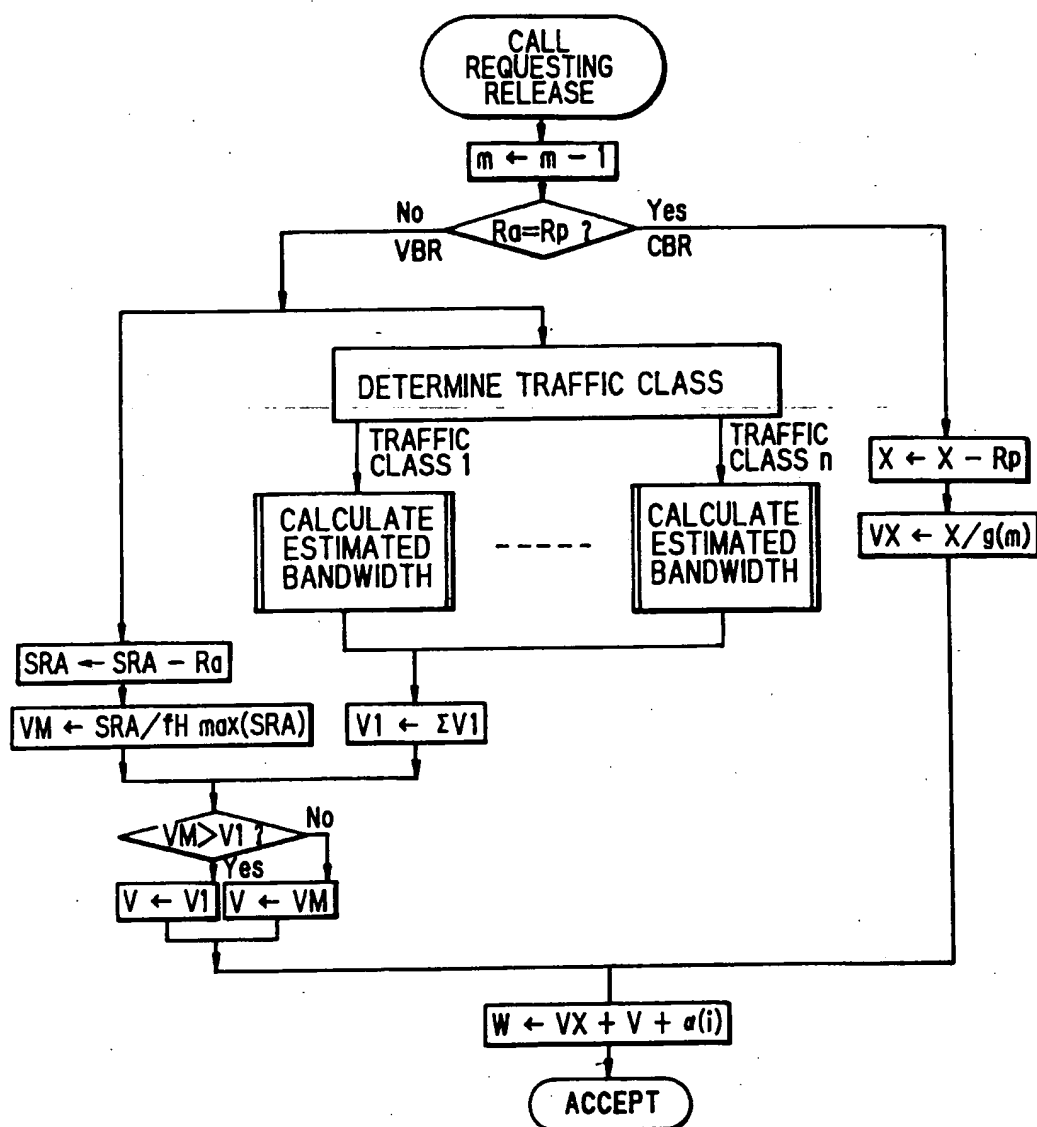 CALL
REQUESTING
RELEASE
m ← m - 1
No
Yes
Ra=Rp ?
VBR
CBR
DETERMINE TRAFFIC CLASS
TRAFFIC
CLASS 1
TRAFFIC
CLASS n
X ← X - Rp
CALCULATE
ESTIMATED
BANDWIDTH
CALCULATE
ESTIMATED
BANDWIDTH
VX ← X/g(m)
SRA ← SRA - Ra
VM ← SRA/fH max(SRA)
V1 ← ΣV1
VM>V1 ?
No
Yes
V ← V1
V ← VM
W ← VX + V + α(i)
ACCEPT